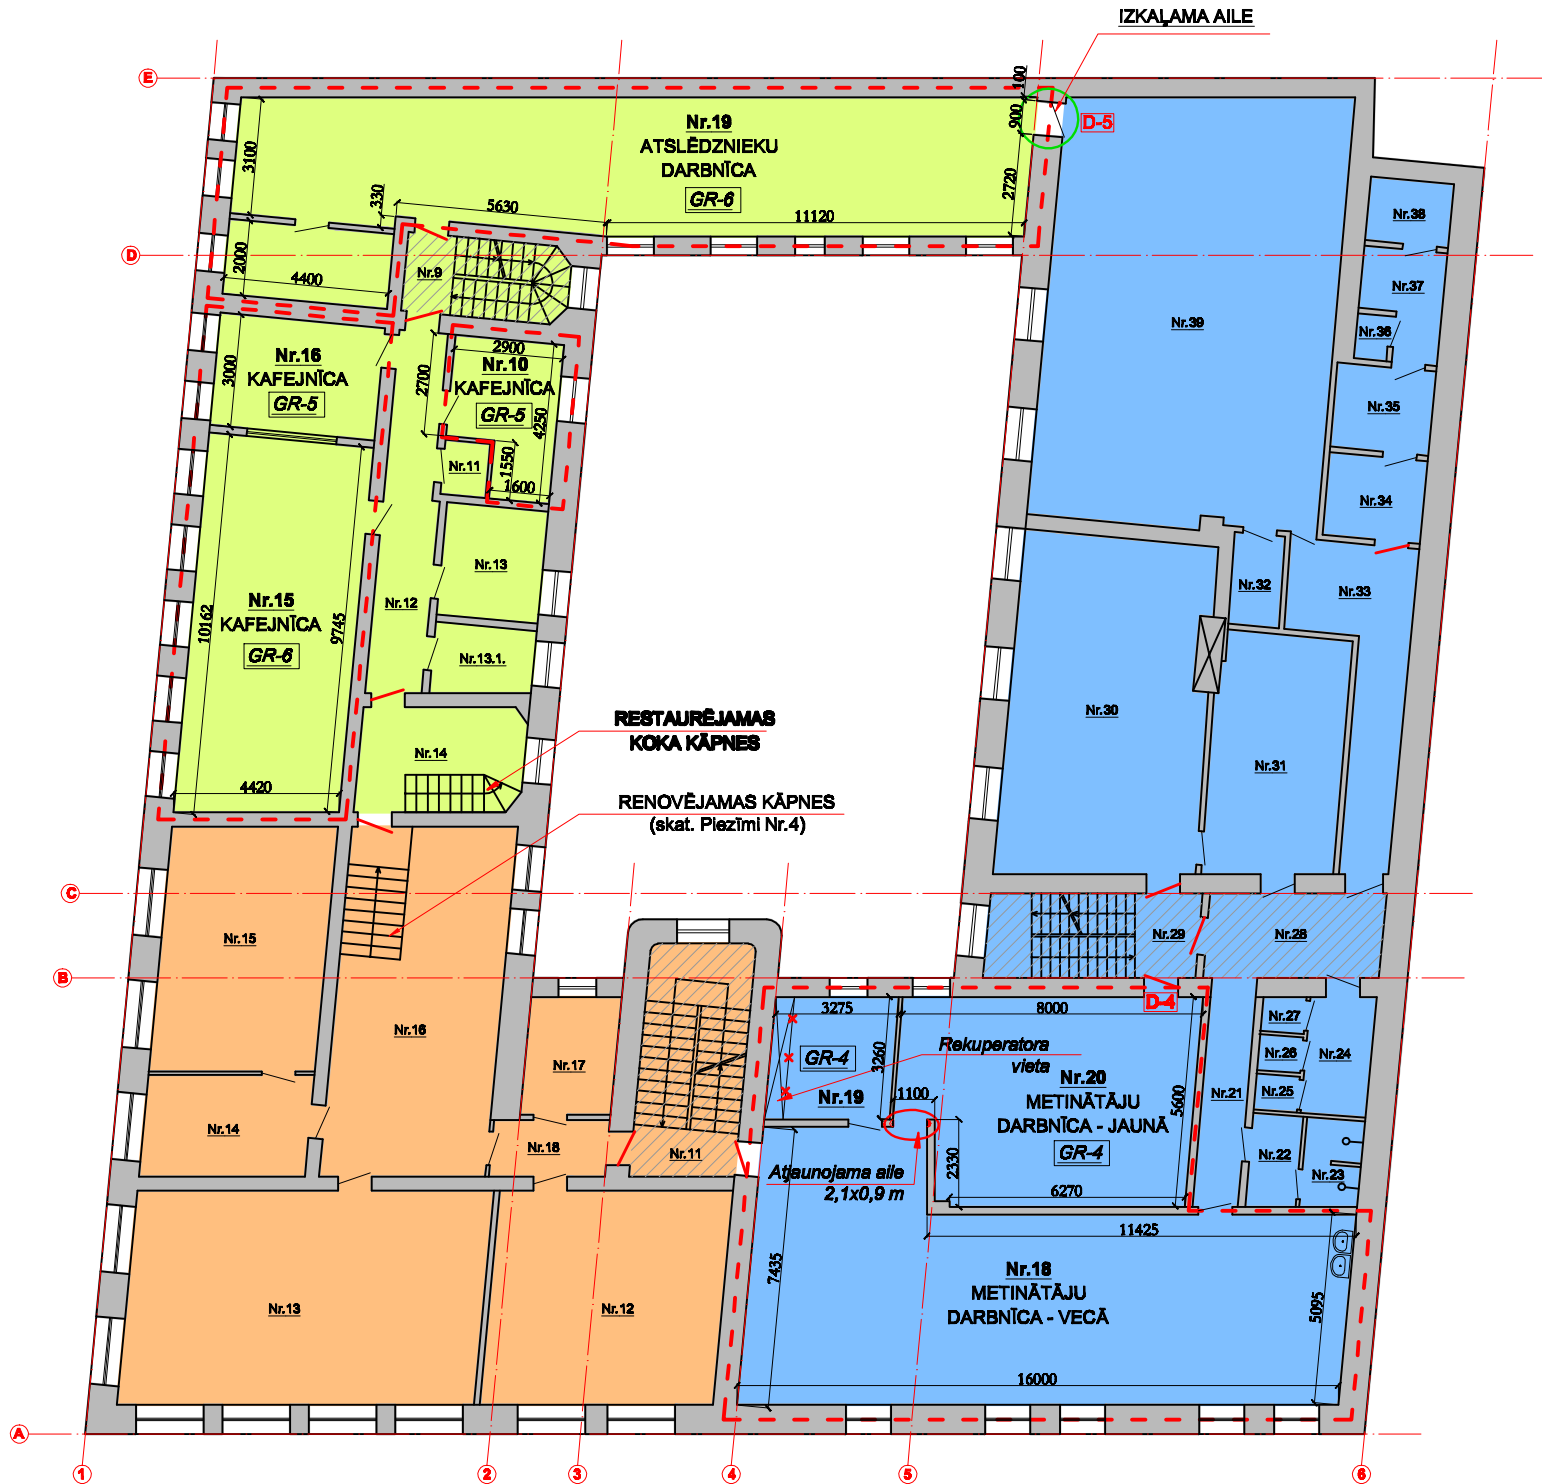 IZKAĻAMA AILE
E
100
900
D-5
Nr.19
ATSLĒDZNIEKU
DARBNĪCA
GR-6
3100
330
5630
11120
2720
D
2000
4400
Nr.9
Nr.38
Nr.37
Nr.36
Nr.39
Nr.16
KAFEJNĪCA
GR-5
3000
2900
Nr.10
KAFEJNĪCA
GR-5
2700
4250
Nr.35
Nr.11
1550
1600
Nr.34
Nr.13
Nr.12
Nr.15
KAFEJNĪCA
GR-6
10162
9745
Nr.32
Nr.33
Nr.13.1.
Nr.30
RESTAURĒJAMAS
KOKA KĀPNES
Nr.14
Nr.31
4420
RENOVĒJAMAS KĀPNES
(skat. Piezīmi Nr.4)
C
Nr.15
Nr.29
Nr.28
B
D-4
Nr.16
3275
8000
Nr.27
Nr.17
GR-4
3260
Rekuperatora
vieta
Nr.26
Nr.24
Nr.19
1100
Nr.20
METINĀTĀJU
DARBNĪCA - JAUNĀ
GR-4
5600
Nr.21
Nr.25
Nr.14
Nr.18
Nr.11
2330
Nr.22
Nr.23
Atjaunojama aile
2,1x0,9 m
6270
11425
7435
Nr.18
METINĀTĀJU
DARBNĪCA - VECĀ
5095
Nr.13
Nr.12
16000
A
1
2
3
4
5
6